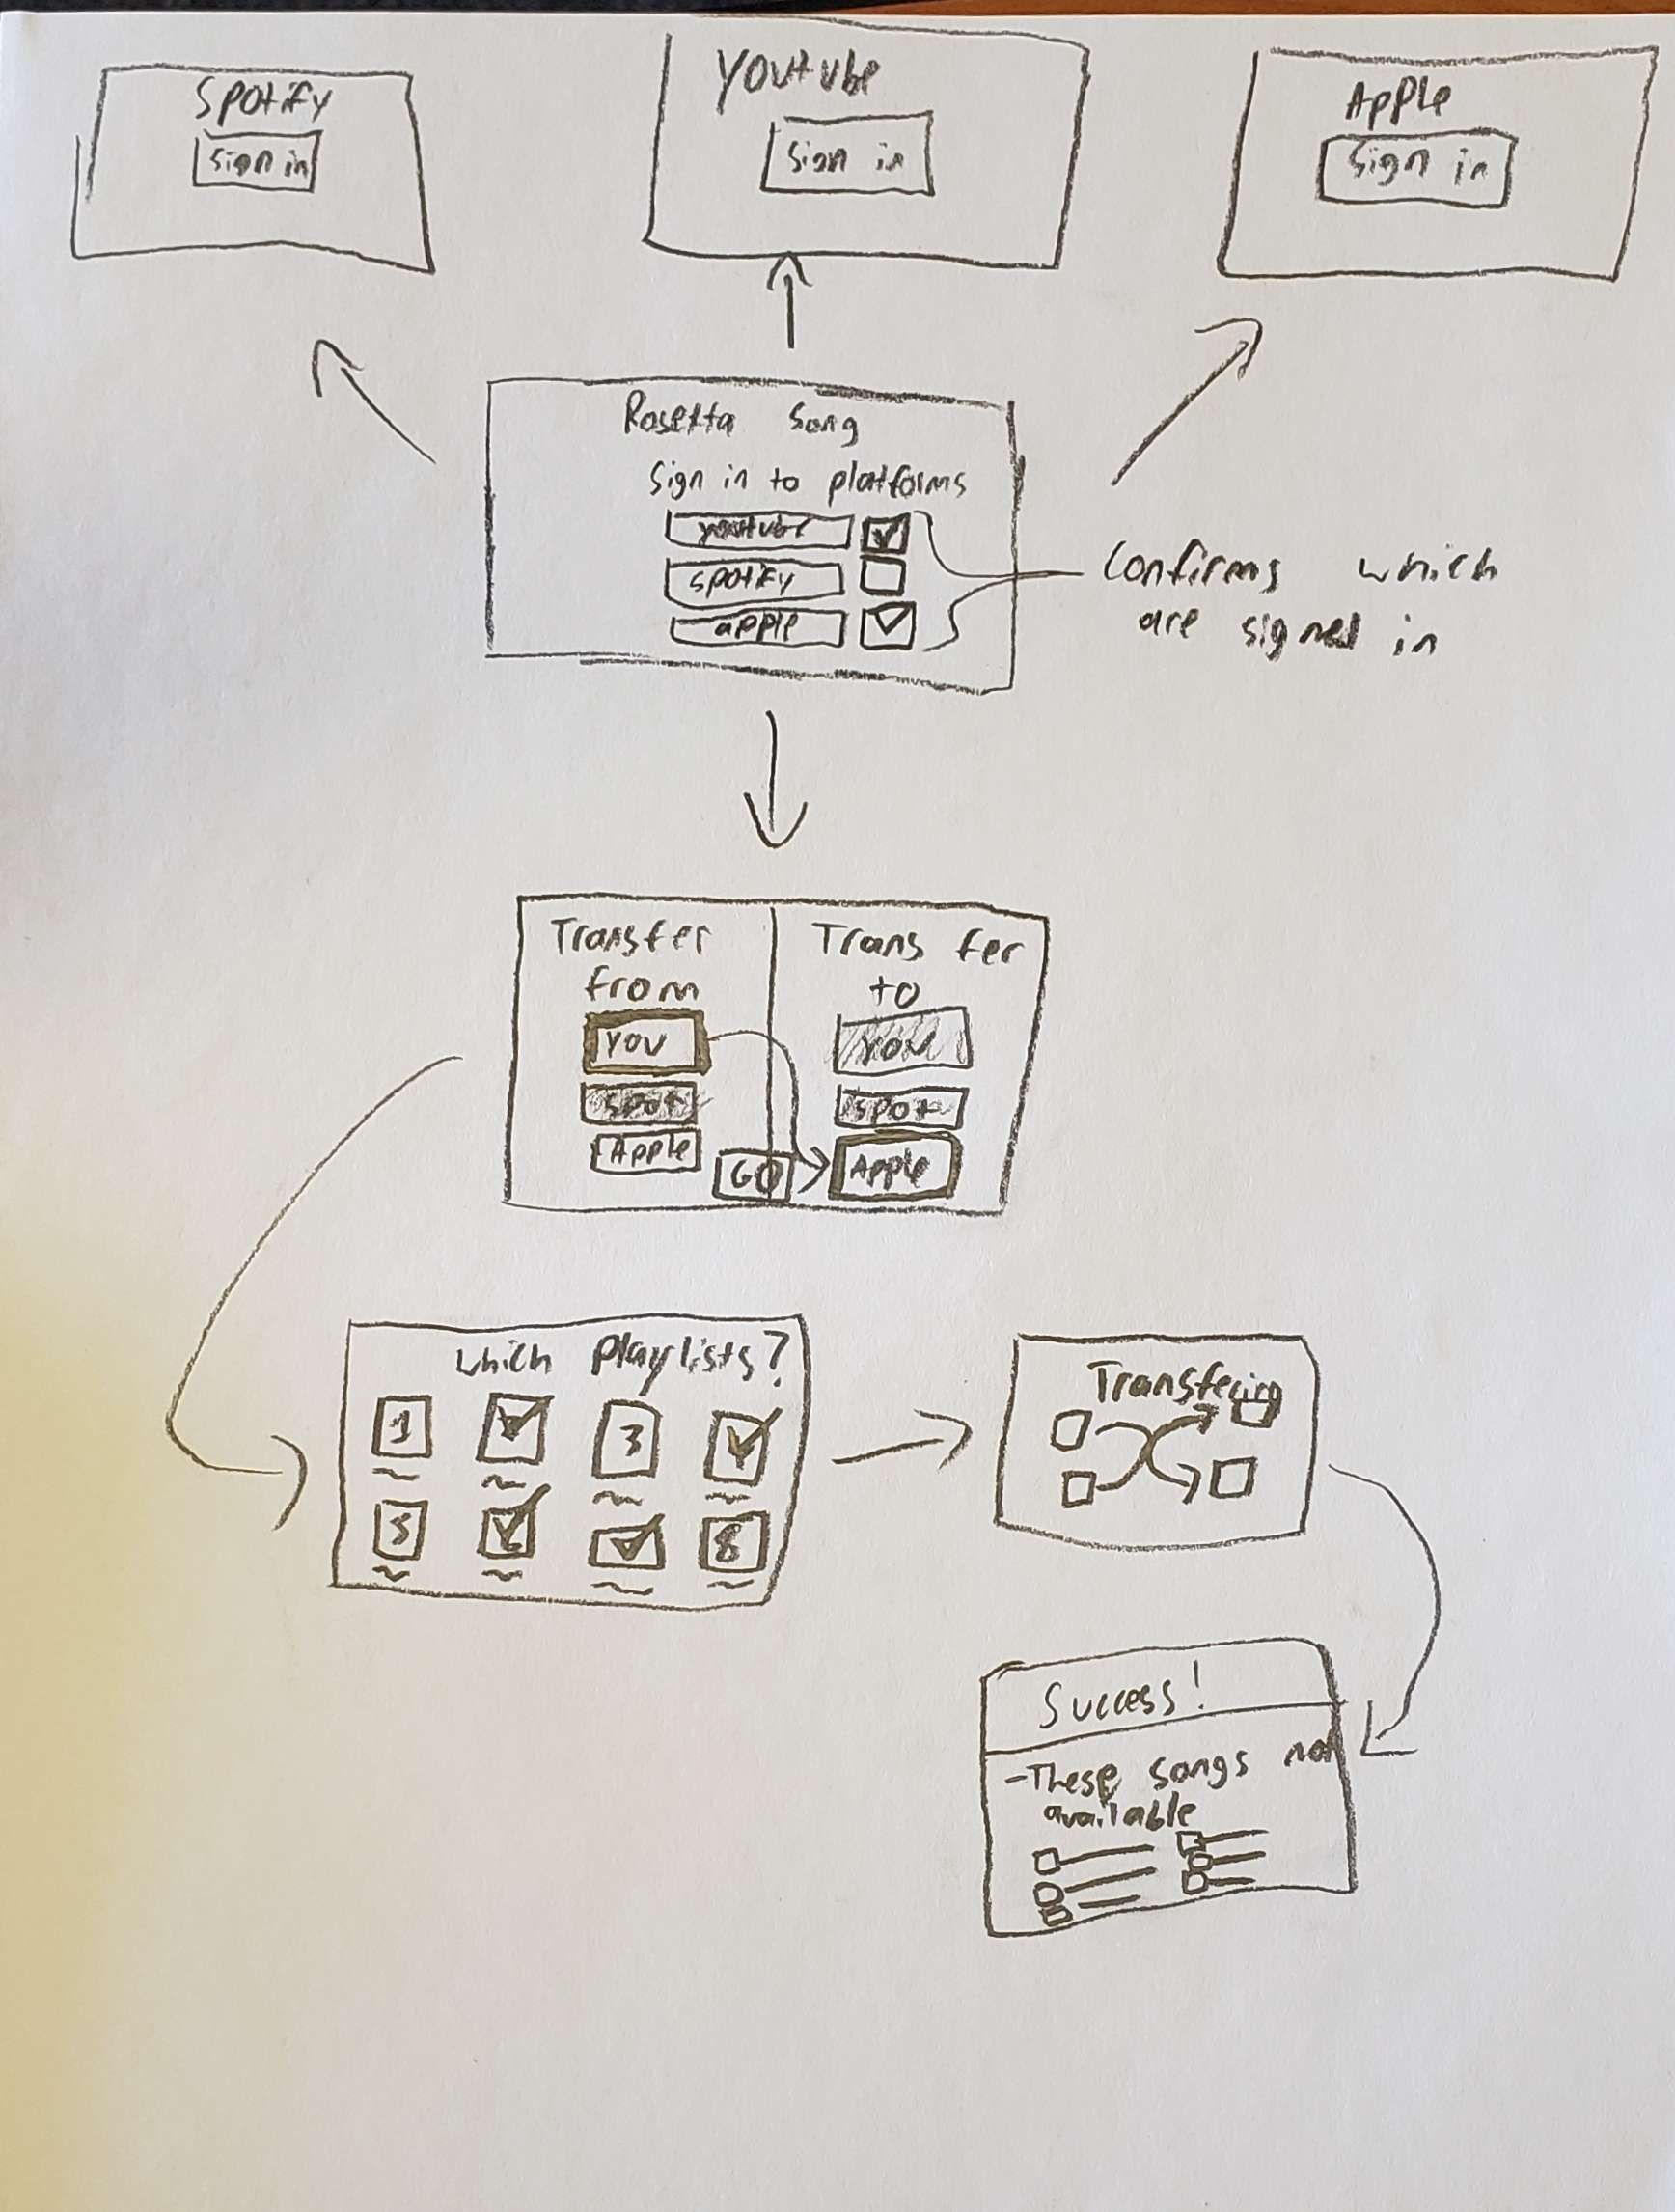 Spotify
Sign in
Youtube
Sign in
Apple
Sign in
Rosetta Song
Sign in to platforms
youtube
spotify
apple
Confirms which
are signed in
Transfer
from
You
Spot
Apple
GO
Transfer
to
You
Spot
Apple
which Playlists?
1
3
5
8
Transfering
Success!
-These songs not
available